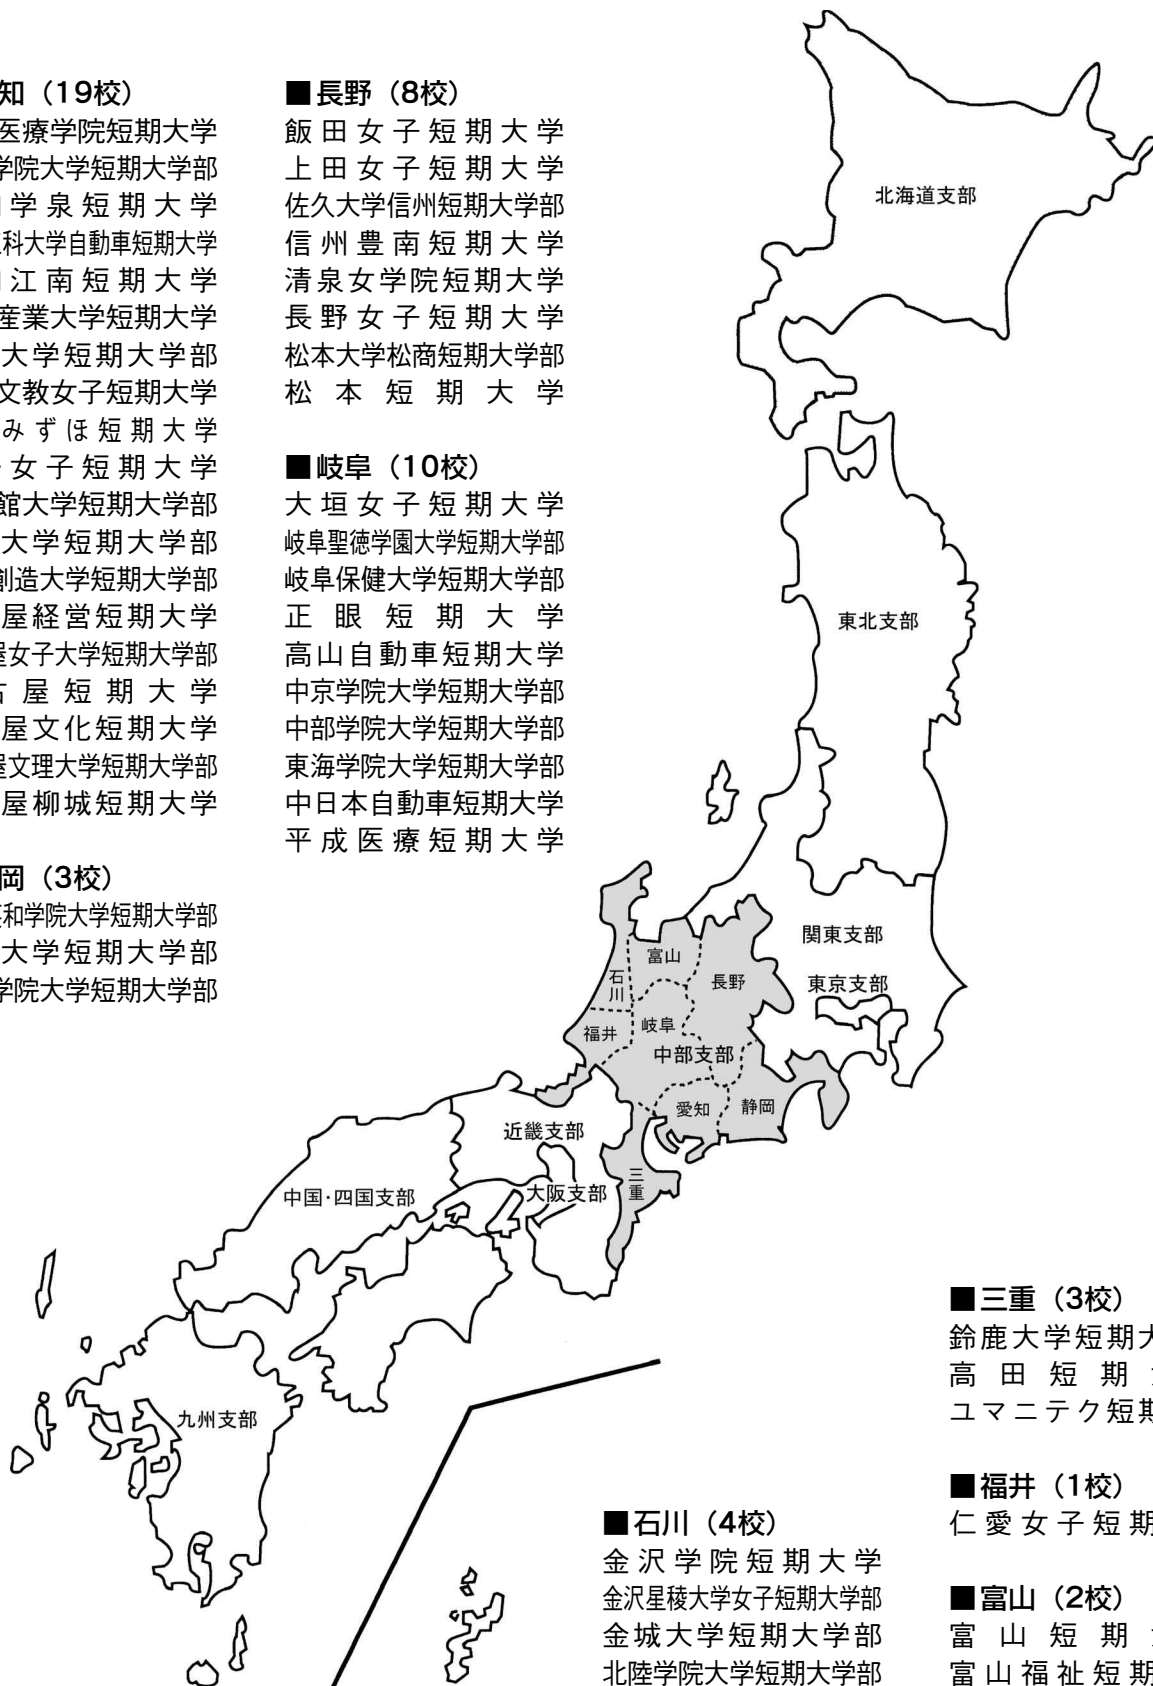 知（19校）
医療学院短期大学
学院大学短期大学部
学泉短期大学
科大学自動車短期大学
江南短期大学
産業大学短期大学
大学短期大学部
文教女子短期大学
みずほ短期大学
女子短期大学
館大学短期大学部
大学短期大学部
創造大学短期大学部
屋経営短期大学
屋女子大学短期大学部
古屋短期大学
屋文化短期大学
屋文理大学短期大学部
屋柳城短期大学
岡（3校）
和学院大学短期大学部
大学短期大学部
学院大学短期大学部
■長野（8校）
飯田女子短期大学
上田女子短期大学
佐久大学信州短期大学部
信州豊南短期大学
清泉女学院短期大学
長野女子短期大学
松本大学松商短期大学部
松本短期大学
■岐阜（10校）
大垣女子短期大学
岐阜聖徳学園大学短期大学部
岐阜保健大学短期大学部
正眼短期大学
高山自動車短期大学
中京学院大学短期大学部
中部学院大学短期大学部
東海学院大学短期大学部
中日本自動車短期大学
平成医療短期大学
北海道支部
東北支部
関東支部
東京支部
富山
石川
長野
福井
岐阜
中部支部
愛知
静岡
三重
近畿支部
大阪支部
中国・四国支部
九州支部
■石川（4校）
金沢学院短期大学
金沢星稜大学女子短期大学部
金城大学短期大学部
北陸学院大学短期大学部
■三重（3校）
鈴鹿大学短期大
高田短期
ユマニテク短期
■福井（1校）
仁愛女子短期
■富山（2校）
富山短期
富山福祉短期